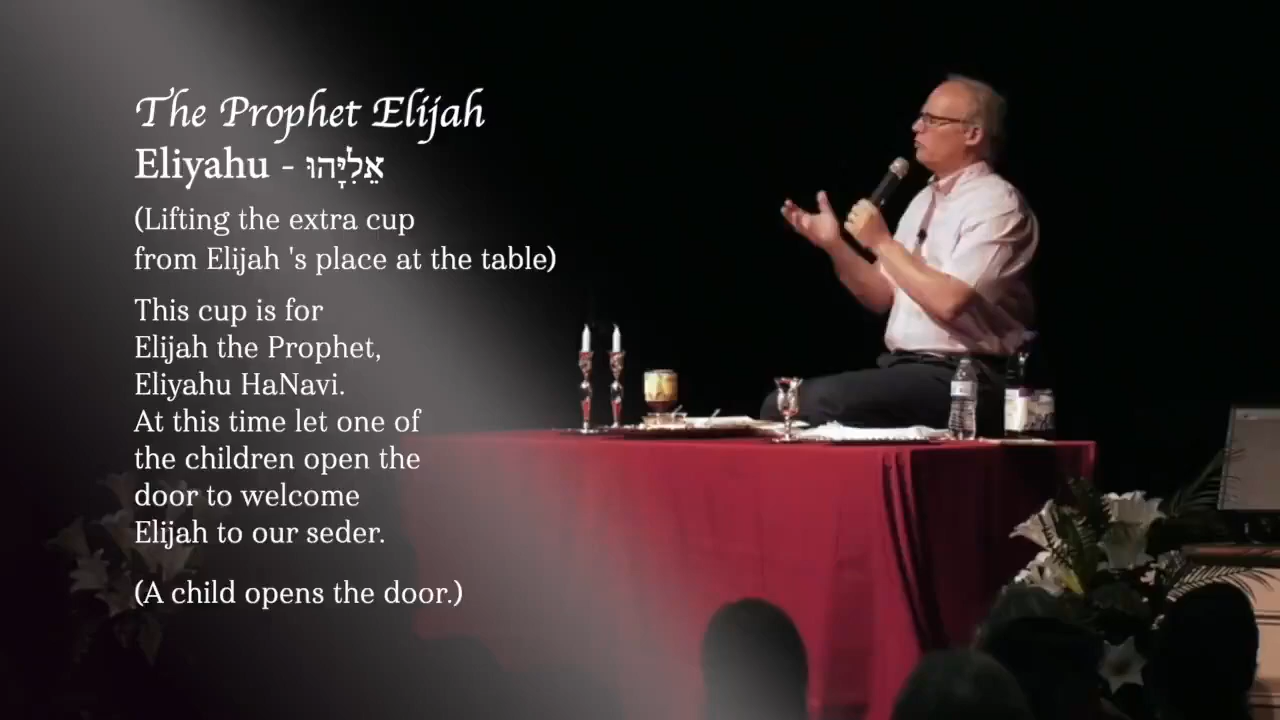 The Prophet Elijah
Eliyahu - אֵלִיָּהוּ
(Lifting the extra cup
from Elijah 's place at the table)
This cup is for
Elijah the Prophet,
Eliyahu HaNavi.
At this time let one of
the children open the
door to welcome
Elijah to our seder.
(A child opens the door.)